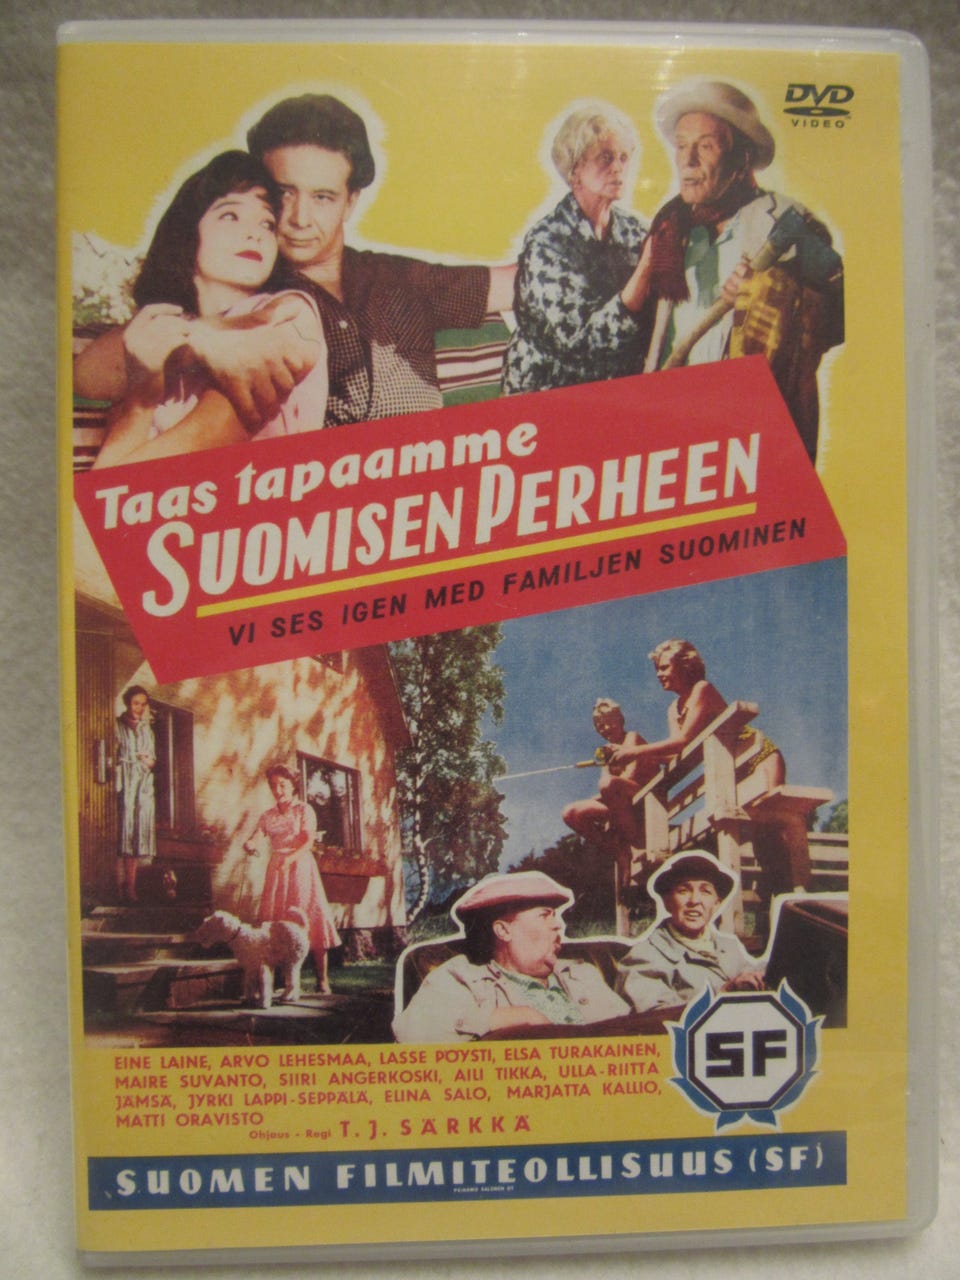 DVD
VIDEO
Taas tapaamme
SUOMISEN PERHEEN
VI SES IGEN MED FAMILJEN SUOMINEN
SF
EINE LAINE, ARVO LEHESMAA, LASSE PÖYSTI, ELSA TURAKAINEN,
MAIRE SUVANTO, SIIRI ANGERKOSKI, AILI TIKKA, ULLA-RIITTA
JÄMSÄ, JYRKI LAPPI-SEPPÄLÄ, ELINA SALO, MARJATTA KALLIO,
MATTI ORAVISTO
Ohjaus - Regi T. J. SÄRKKÄ
SUOMEN FILMITEOLLISUUS (SF)